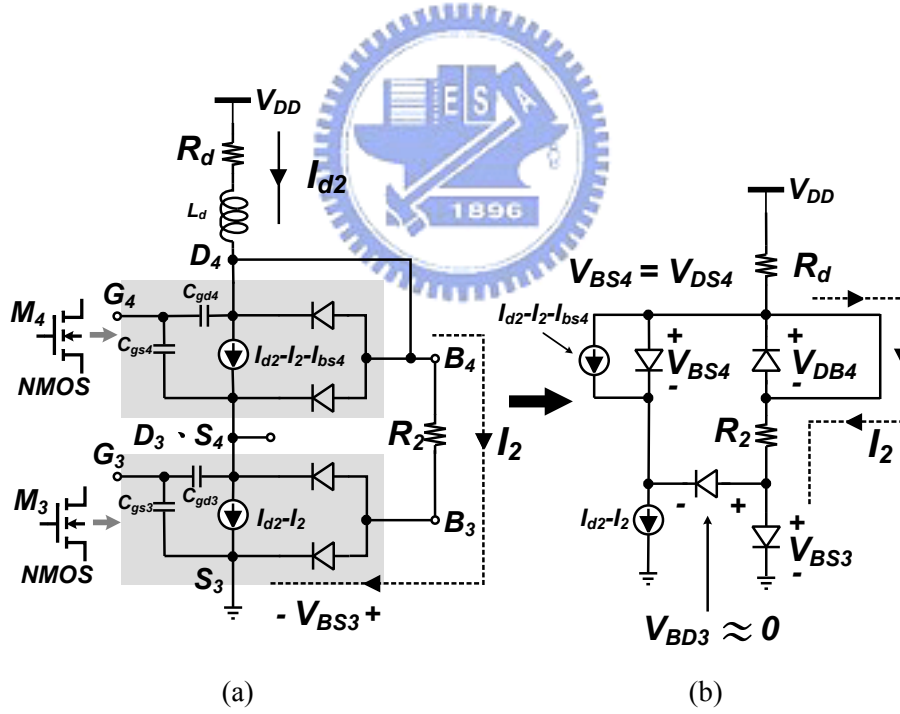 E S A
1896
V_DD
R_d
I_d2
L_d
D_4
G_4
C_gd4
M_4
C_gs4
I_d2-I_2-I_bs4
B_4
NMOS
D_3、S_4
R_2
I_2
G_3
C_gd3
M_3
C_gs3
I_d2-I_2
B_3
NMOS
S_3
- V_BS3 +
(a)
V_DD
R_d
V_BS4 = V_DS4
I_d2-I_2-I_bs4
+
V_BS4
-
+
V_DB4
-
R_2
I_2
I_d2-I_2
- +
+
V_BS3
-
V_BD3 ≈ 0
(b)